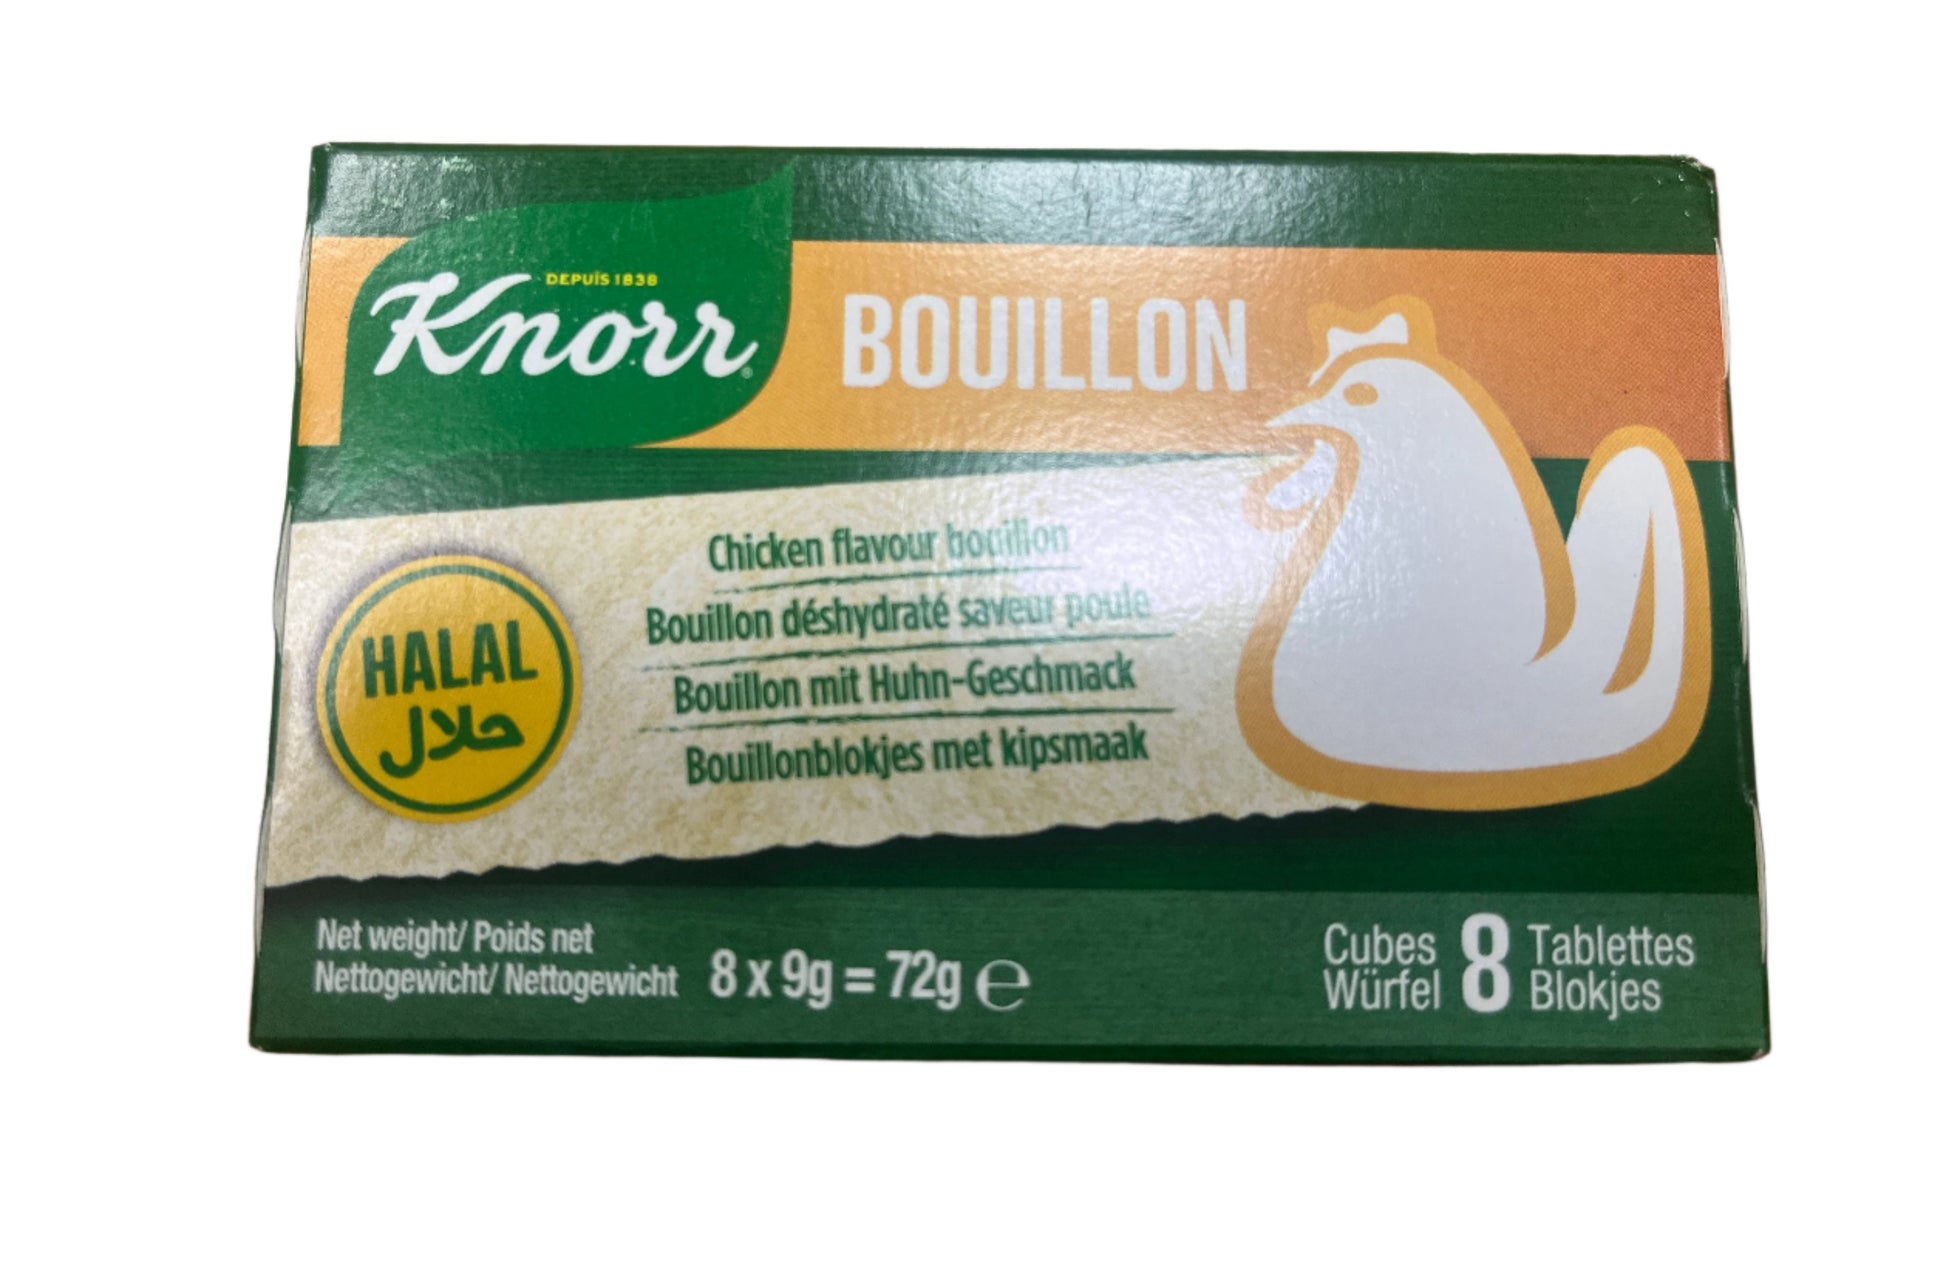 DEPUIS 1838
Knorr
BOUILLON
Chicken flavour bouillon
Bouillon déshydraté saveur poule
Bouillon mit Huhn-Geschmack
Bouillonblokjes met kipsmaak
HALAL
حلال
Net weight/ Poids net
Nettogewicht/ Nettogewicht
8 x 9g = 72g ℮
Cubes 8 Tablettes
Würfel Blokjes